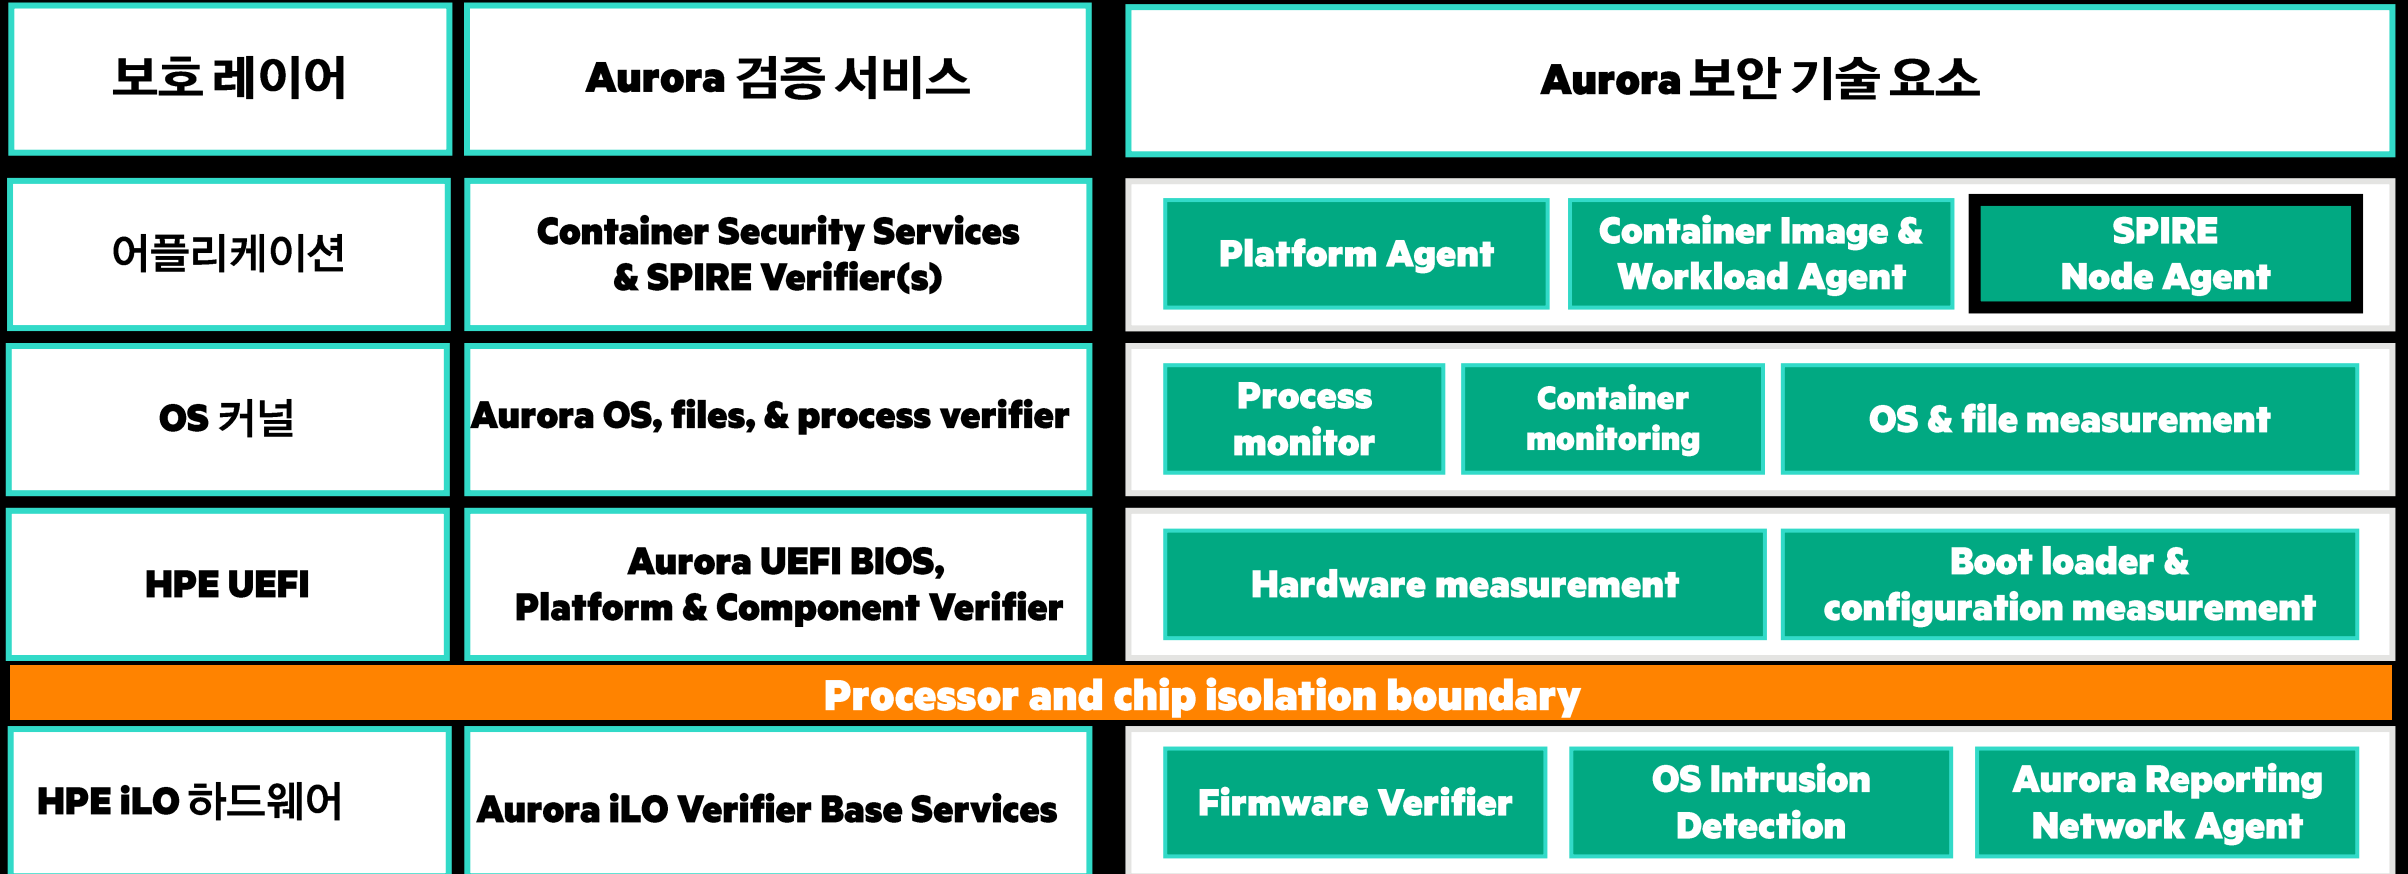 보호 레이어
Aurora 검증 서비스
Aurora 보안 기술 요소
어플리케이션
Container Security Services
& SPIRE Verifier(s)
Platform Agent
Container Image &
Workload Agent
SPIRE
Node Agent
OS 커널
Aurora OS, files, & process verifier
Process
monitor
Container
monitoring
OS & file measurement
HPE UEFI
Aurora UEFI BIOS,
Platform & Component Verifier
Hardware measurement
Boot loader &
configuration measurement
Processor and chip isolation boundary
HPE iLO 하드웨어
Aurora iLO Verifier Base Services
Firmware Verifier
OS Intrusion
Detection
Aurora Reporting
Network Agent